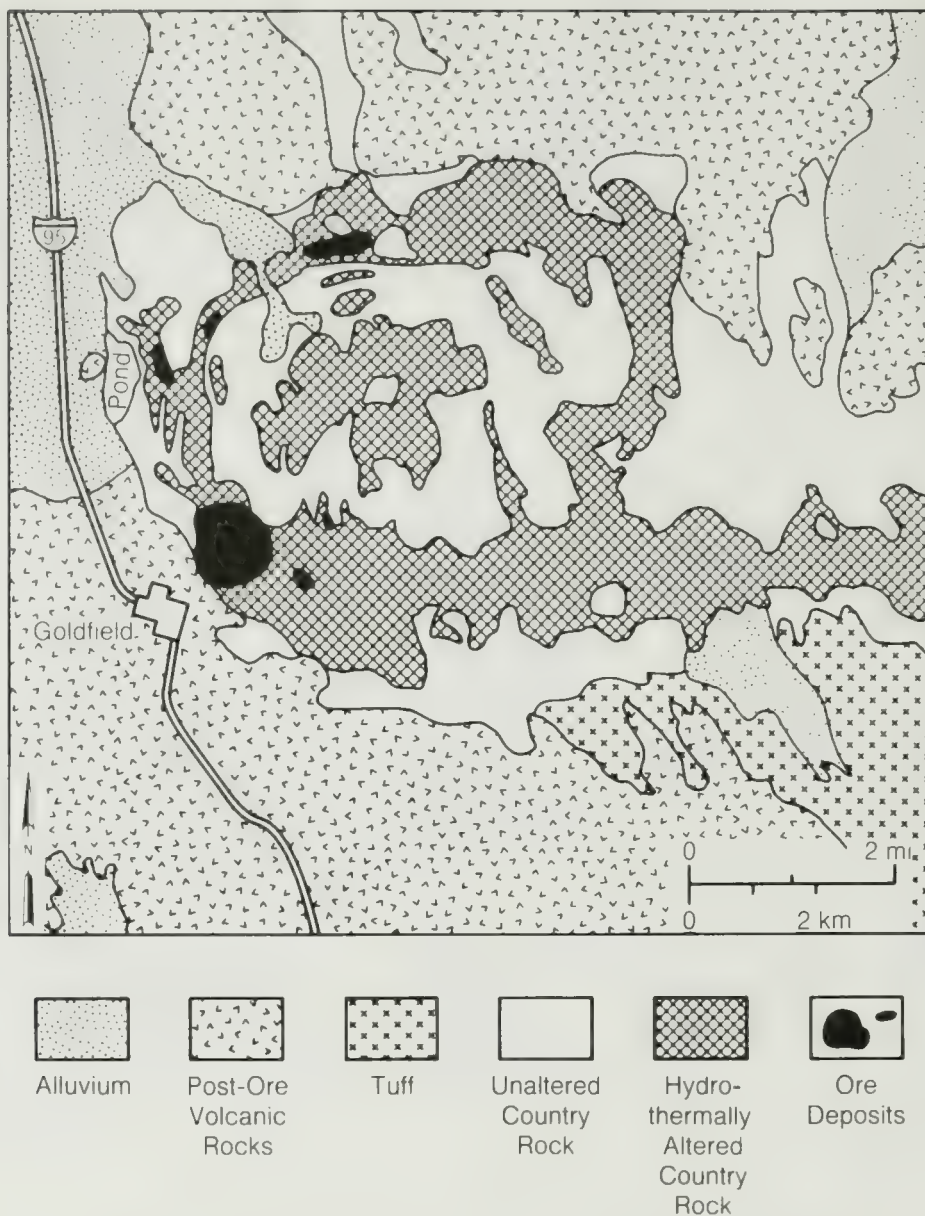 95
Pond
Goldfield
N
0 2 mi
0 2 km
Alluvium
Post-Ore
Volcanic
Rocks
Tuff
Unaltered
Country
Rock
Hydro-
thermally
Altered
Country
Rock
Ore
Deposits